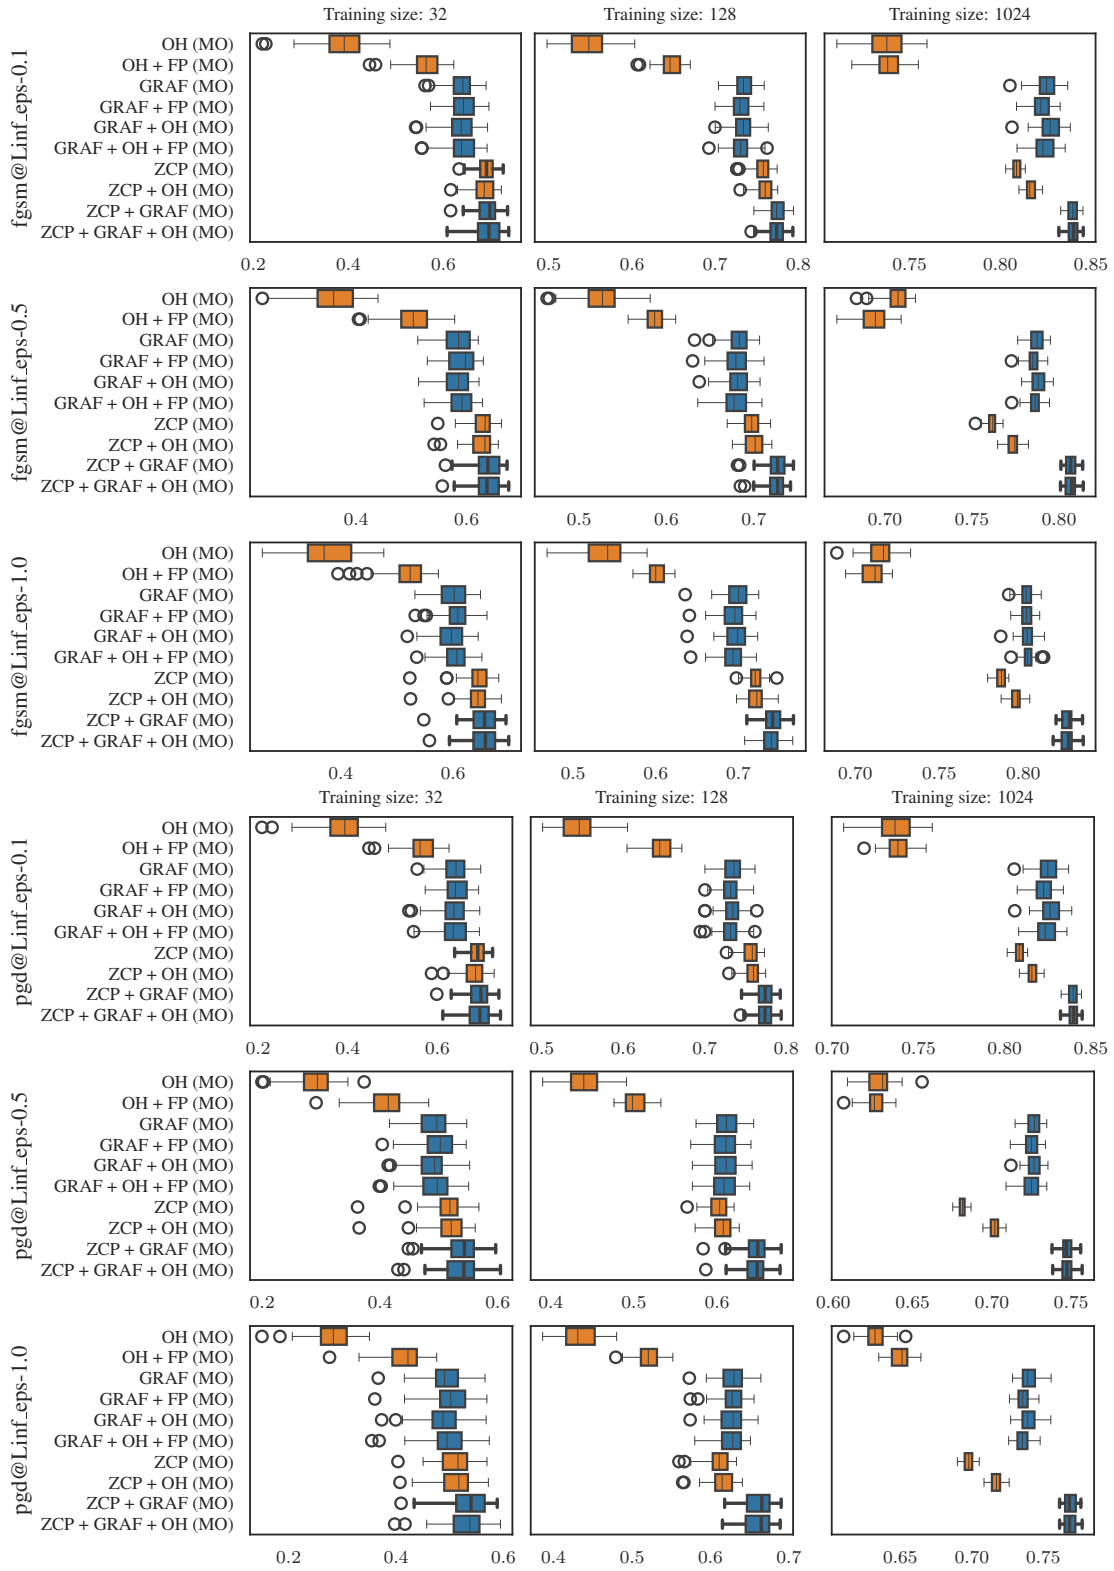 Training size: 32
Training size: 128
Training size: 1024
fgsm@Linf_eps-0.1
OH (MO)
OH + FP (MO)
GRAF (MO)
GRAF + FP (MO)
GRAF + OH (MO)
GRAF + OH + FP (MO)
ZCP (MO)
ZCP + OH (MO)
ZCP + GRAF (MO)
ZCP + GRAF + OH (MO)
0.2 0.4 0.6
0.5 0.6 0.7 0.8
0.75 0.80 0.85
fgsm@Linf_eps-0.5
OH (MO)
OH + FP (MO)
GRAF (MO)
GRAF + FP (MO)
GRAF + OH (MO)
GRAF + OH + FP (MO)
ZCP (MO)
ZCP + OH (MO)
ZCP + GRAF (MO)
ZCP + GRAF + OH (MO)
0.4 0.6
0.5 0.6 0.7
0.70 0.75 0.80
fgsm@Linf_eps-1.0
OH (MO)
OH + FP (MO)
GRAF (MO)
GRAF + FP (MO)
GRAF + OH (MO)
GRAF + OH + FP (MO)
ZCP (MO)
ZCP + OH (MO)
ZCP + GRAF (MO)
ZCP + GRAF + OH (MO)
0.4 0.6
0.5 0.6 0.7
0.70 0.75 0.80
Training size: 32
Training size: 128
Training size: 1024
pgd@Linf_eps-0.1
OH (MO)
OH + FP (MO)
GRAF (MO)
GRAF + FP (MO)
GRAF + OH (MO)
GRAF + OH + FP (MO)
ZCP (MO)
ZCP + OH (MO)
ZCP + GRAF (MO)
ZCP + GRAF + OH (MO)
0.2 0.4 0.6
0.5 0.6 0.7 0.8
0.70 0.75 0.80 0.85
pgd@Linf_eps-0.5
OH (MO)
OH + FP (MO)
GRAF (MO)
GRAF + FP (MO)
GRAF + OH (MO)
GRAF + OH + FP (MO)
ZCP (MO)
ZCP + OH (MO)
ZCP + GRAF (MO)
ZCP + GRAF + OH (MO)
0.2 0.4 0.6
0.4 0.5 0.6
0.60 0.65 0.70 0.75
pgd@Linf_eps-1.0
OH (MO)
OH + FP (MO)
GRAF (MO)
GRAF + FP (MO)
GRAF + OH (MO)
GRAF + OH + FP (MO)
ZCP (MO)
ZCP + OH (MO)
ZCP + GRAF (MO)
ZCP + GRAF + OH (MO)
0.2 0.4 0.6
0.4 0.5 0.6 0.7
0.65 0.70 0.75